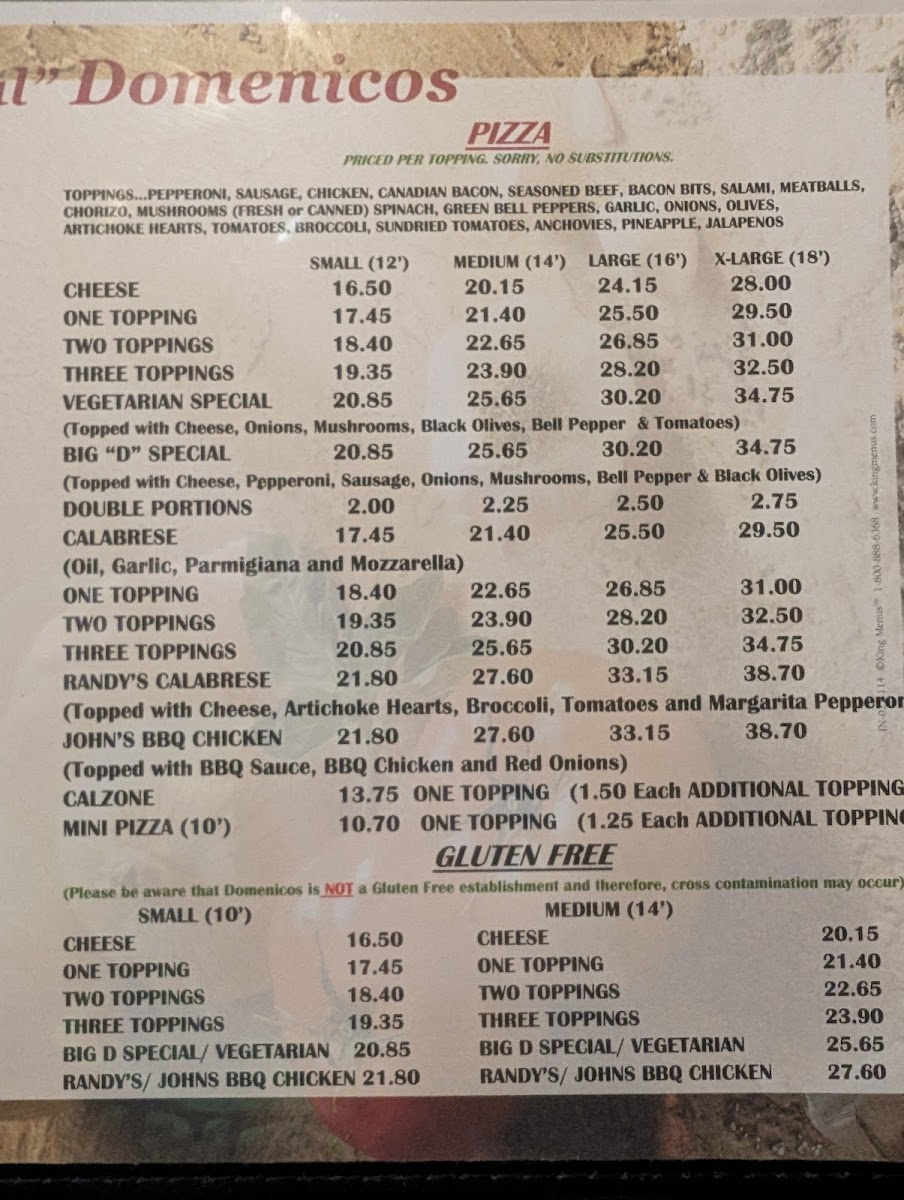 Domenicos
PIZZA
PRICED PER TOPPING. SORRY, NO SUBSTITUTIONS.
TOPPINGS...PEPPERONI, SAUSAGE, CHICKEN, CANADIAN BACON, SEASONED BEEF, BACON BITS, SALAMI, MEATBALLS,
CHORIZO, MUSHROOMS (FRESH or CANNED) SPINACH, GREEN BELL PEPPERS, GARLIC, ONIONS, OLIVES,
ARTICHOKE HEARTS, TOMATOES, BROCCOLI, SUNDRIED TOMATOES, ANCHOVIES, PINEAPPLE, JALAPENOS
SMALL (12') MEDIUM (14') LARGE (16') X-LARGE (18')
CHEESE 16.50 20.15 24.15 28.00
ONE TOPPING 17.45 21.40 25.50 29.50
TWO TOPPINGS 18.40 22.65 26.85 31.00
THREE TOPPINGS 19.35 23.90 28.20 32.50
VEGETARIAN SPECIAL 20.85 25.65 30.20 34.75
(Topped with Cheese, Onions, Mushrooms, Black Olives, Bell Pepper & Tomatoes)
BIG “D” SPECIAL 20.85 25.65 30.20 34.75
(Topped with Cheese, Pepperoni, Sausage, Onions, Mushrooms, Bell Pepper & Black Olives)
DOUBLE PORTIONS 2.00 2.25 2.50 2.75
CALABRESE 17.45 21.40 25.50 29.50
(Oil, Garlic, Parmigiana and Mozzarella)
ONE TOPPING 18.40 22.65 26.85 31.00
TWO TOPPINGS 19.35 23.90 28.20 32.50
THREE TOPPINGS 20.85 25.65 30.20 34.75
RANDY'S CALABRESE 21.80 27.60 33.15 38.70
(Topped with Cheese, Artichoke Hearts, Broccoli, Tomatoes and Margarita Pepperon
JOHN'S BBQ CHICKEN 21.80 27.60 33.15 38.70
(Topped with BBQ Sauce, BBQ Chicken and Red Onions)
CALZONE 13.75 ONE TOPPING (1.50 Each ADDITIONAL TOPPING
MINI PIZZA (10') 10.70 ONE TOPPING (1.25 Each ADDITIONAL TOPPING
GLUTEN FREE
(Please be aware that Domenicos is NOT a Gluten Free establishment and therefore, cross contamination may occur)
SMALL (10') MEDIUM (14')
CHEESE 16.50 CHEESE 20.15
ONE TOPPING 17.45 ONE TOPPING 21.40
TWO TOPPINGS 18.40 TWO TOPPINGS 22.65
THREE TOPPINGS 19.35 THREE TOPPINGS 23.90
BIG D SPECIAL/ VEGETARIAN 20.85 BIG D SPECIAL/ VEGETARIAN 25.65
RANDY'S/ JOHNS BBQ CHICKEN 21.80 RANDY'S/ JOHNS BBQ CHICKEN 27.60
©King Menus™ 1-800-888-6368 www.kingmenus.com